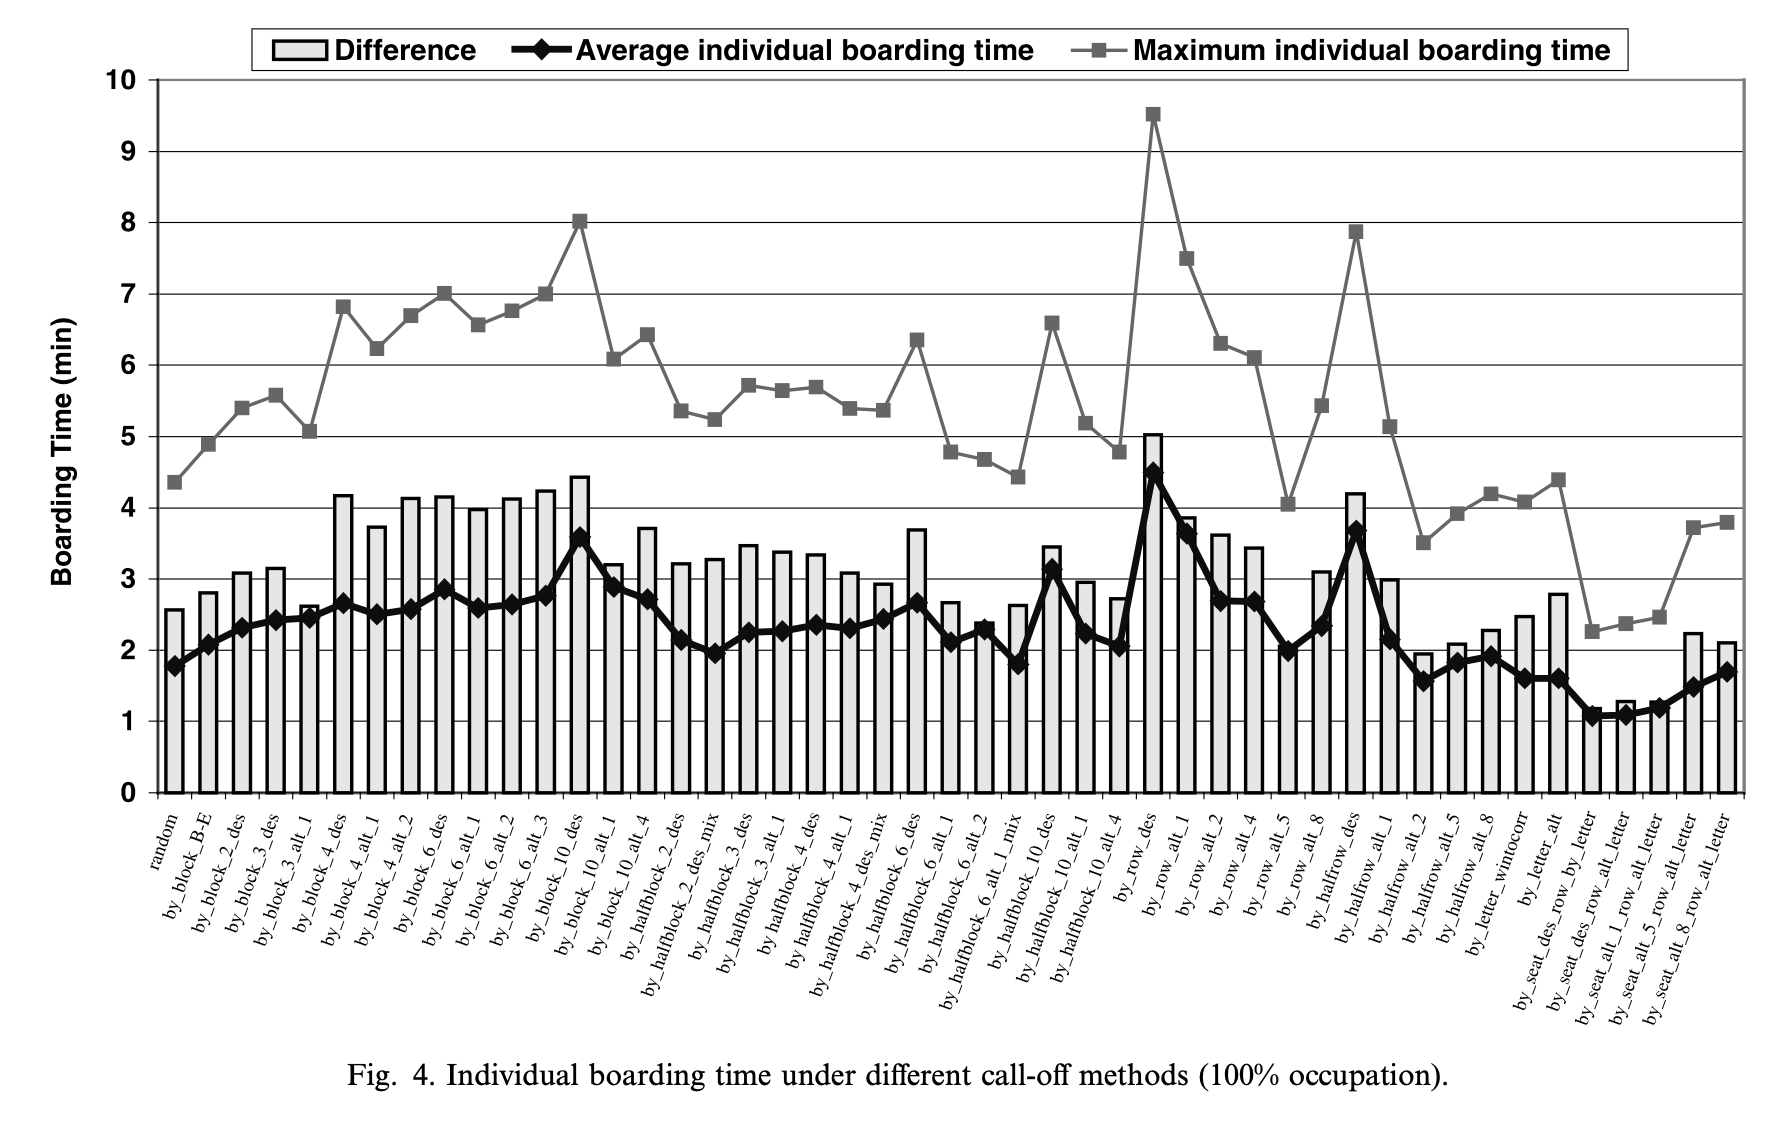 Difference Average individual boarding time Maximum individual boarding time
10
9
8
7
6
5
4
3
2
1
0
Boarding Time (min)
random
by_block_B-E
by_block_2_des
by_block_3_des
by_block_3_alt_1
by_block_4_des
by_block_4_alt_1
by_block_4_alt_2
by_block_6_des
by_block_6_alt_1
by_block_6_alt_2
by_block_6_alt_3
by_block_10_des
by_block_10_alt_1
by_block_10_alt_4
by_halfblock_2_des
by_halfblock_2_des_mix
by_halfblock_3_des
by_halfblock_3_alt_1
by halfblock_4_des
by halfblock_4_alt_1
by_halfblock_4_des_mix
by_halfblock_6_des
by_halfblock_6_alt_1
by_halfblock_6_alt_2
by_halfblock_6_alt_1_mix
by_halfblock_10_des
by_halfblock_10_alt_1
by_halfblock_10_alt_4
by_row_des
by_row_alt_1
by_row_alt_2
by_row_alt_4
by_row_alt_5
by_row_alt_8
by_halfrow_des
by_halfrow_alt_1
by_halfrow_alt_2
by_halfrow_alt_5
by_halfrow_alt_8
by_letter_wintocorr
by_letter_alt
by_seat_des_row_by_letter
by_seat_des_row_alt_letter
by_seat_alt_1_row_alt_letter
by_seat_alt_5_row_alt_letter
by_seat_alt_8_row_alt_letter
Fig. 4. Individual boarding time under different call-off methods (100% occupation).